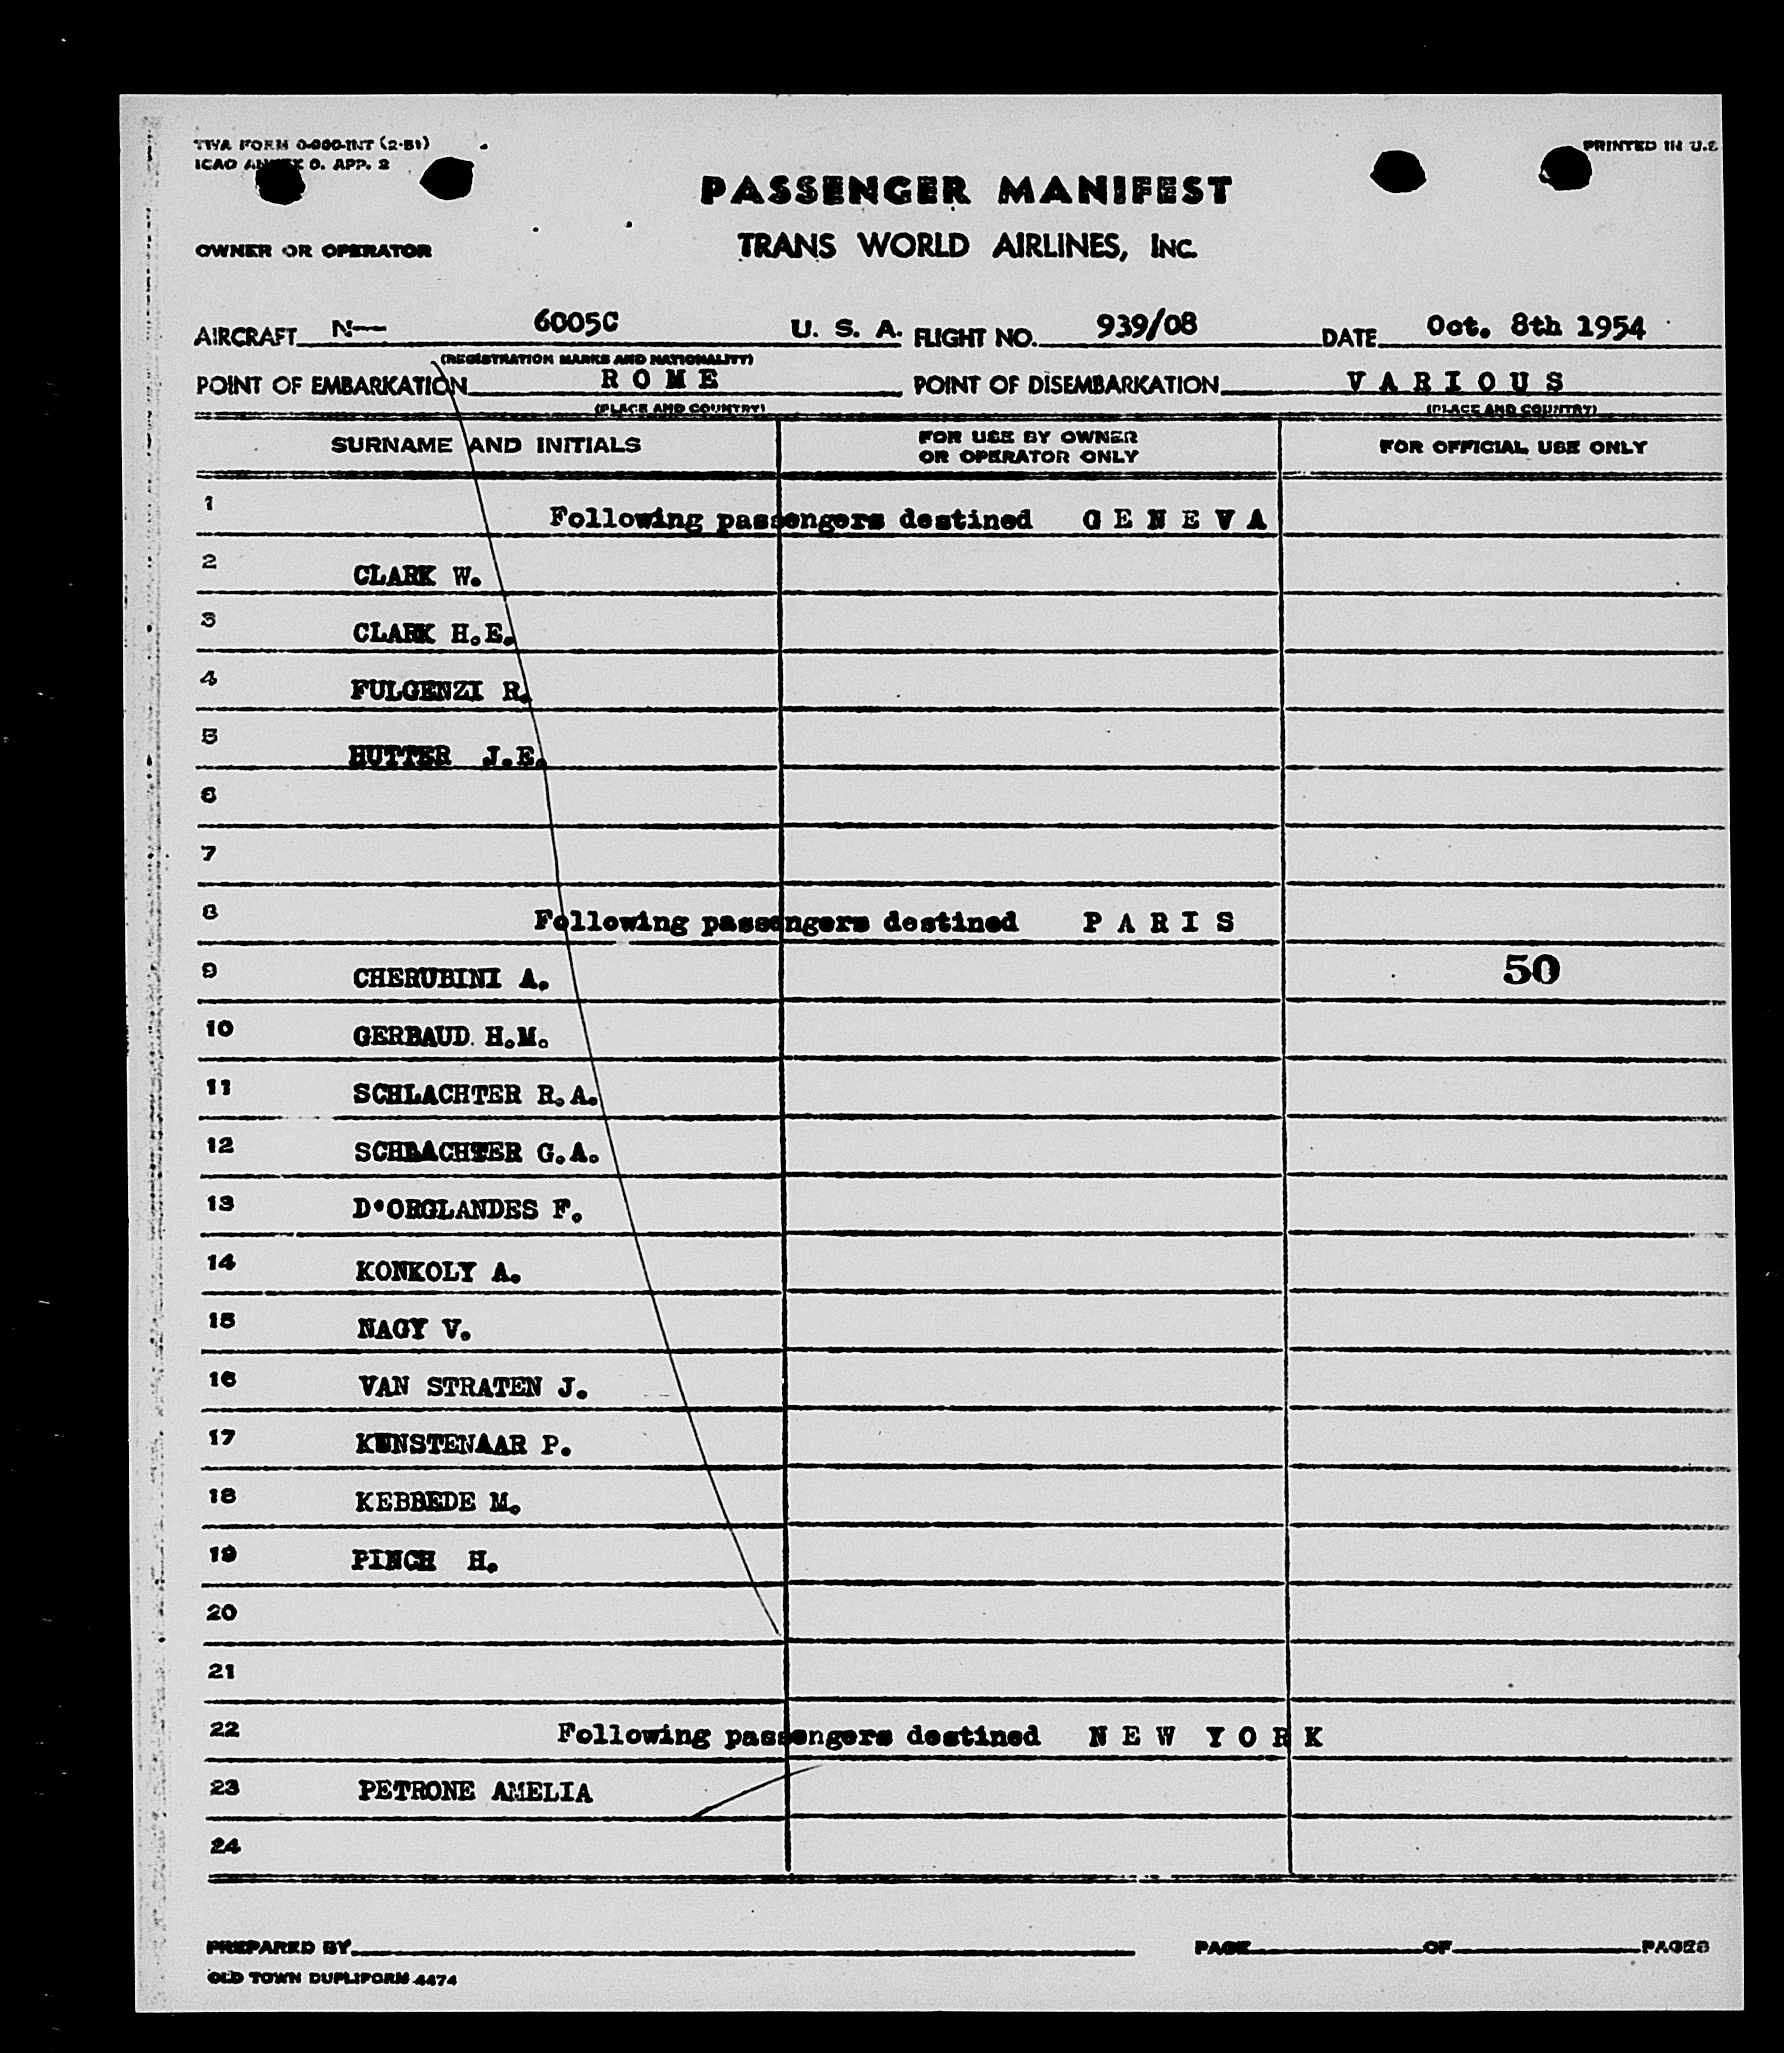 TWA FORM O-000-INT (2-51)
ICAO ANNEX 9. APP. 2
PRINTED IN U.S
PASSENGER MANIFEST
OWNER OR OPERATOR
TRANS WORLD AIRLINES, INC.
AIRCRAFT N— 6005C U. S. A. FLIGHT NO. 939/08 DATE Oct. 8th 1954
(REGISTRATION MARKS AND NATIONALITY)
POINT OF EMBARKATION R O M E POINT OF DISEMBARKATION V A R I O U S
(PLACE AND COUNTRY) (PLACE AND COUNTRY)
SURNAME AND INITIALS FOR USE BY OWNER OR OPERATOR ONLY FOR OFFICIAL USE ONLY
1 Following passengers destined G E N E V A
2 CLARK W.
3 CLARK H.E.
4 FULGENZI R.
5 HUTTER J.E.
6
7
8 Following passengers destined P A R I S
9 CHERUBINI A. 50
10 GERBAUD H.M.
11 SCHLACHTER R.A.
12 SCHLACHTER G.A.
13 D'ORGLANDES F.
14 KONKOLY A.
15 NAGY V.
16 VAN STRATEN J.
17 KUNSTENAAR P.
18 KEBBEDE M.
19 PINCH H.
20
21
22 Following passengers destined N E W Y O R K
23 PETRONE AMELIA
24
PREPARED BY PAGE OF PAGES
OLD TOWN DUPLIFORM 4474